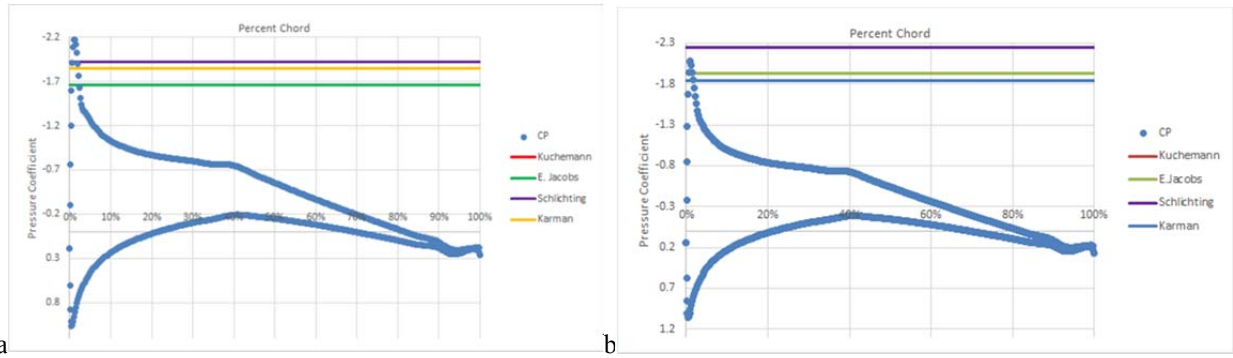 Percent Chord
-2.2
-1.7
-1.2
-0.7
-0.2
0.3
0.8
Pressure Coefficient
0% 10% 20% 30% 40% 50% 60% 70% 80% 90% 100%
CP
Kuchemann
E. Jacobs
Schlichting
Karman
a
Percent Chord
-2.3
-1.8
-1.3
-0.8
-0.3
0.2
0.7
1.2
Pressure Coefficient
0% 20% 40% 60% 80% 100%
CP
Kuchemann
E.Jacobs
Schlichting
Karman
b